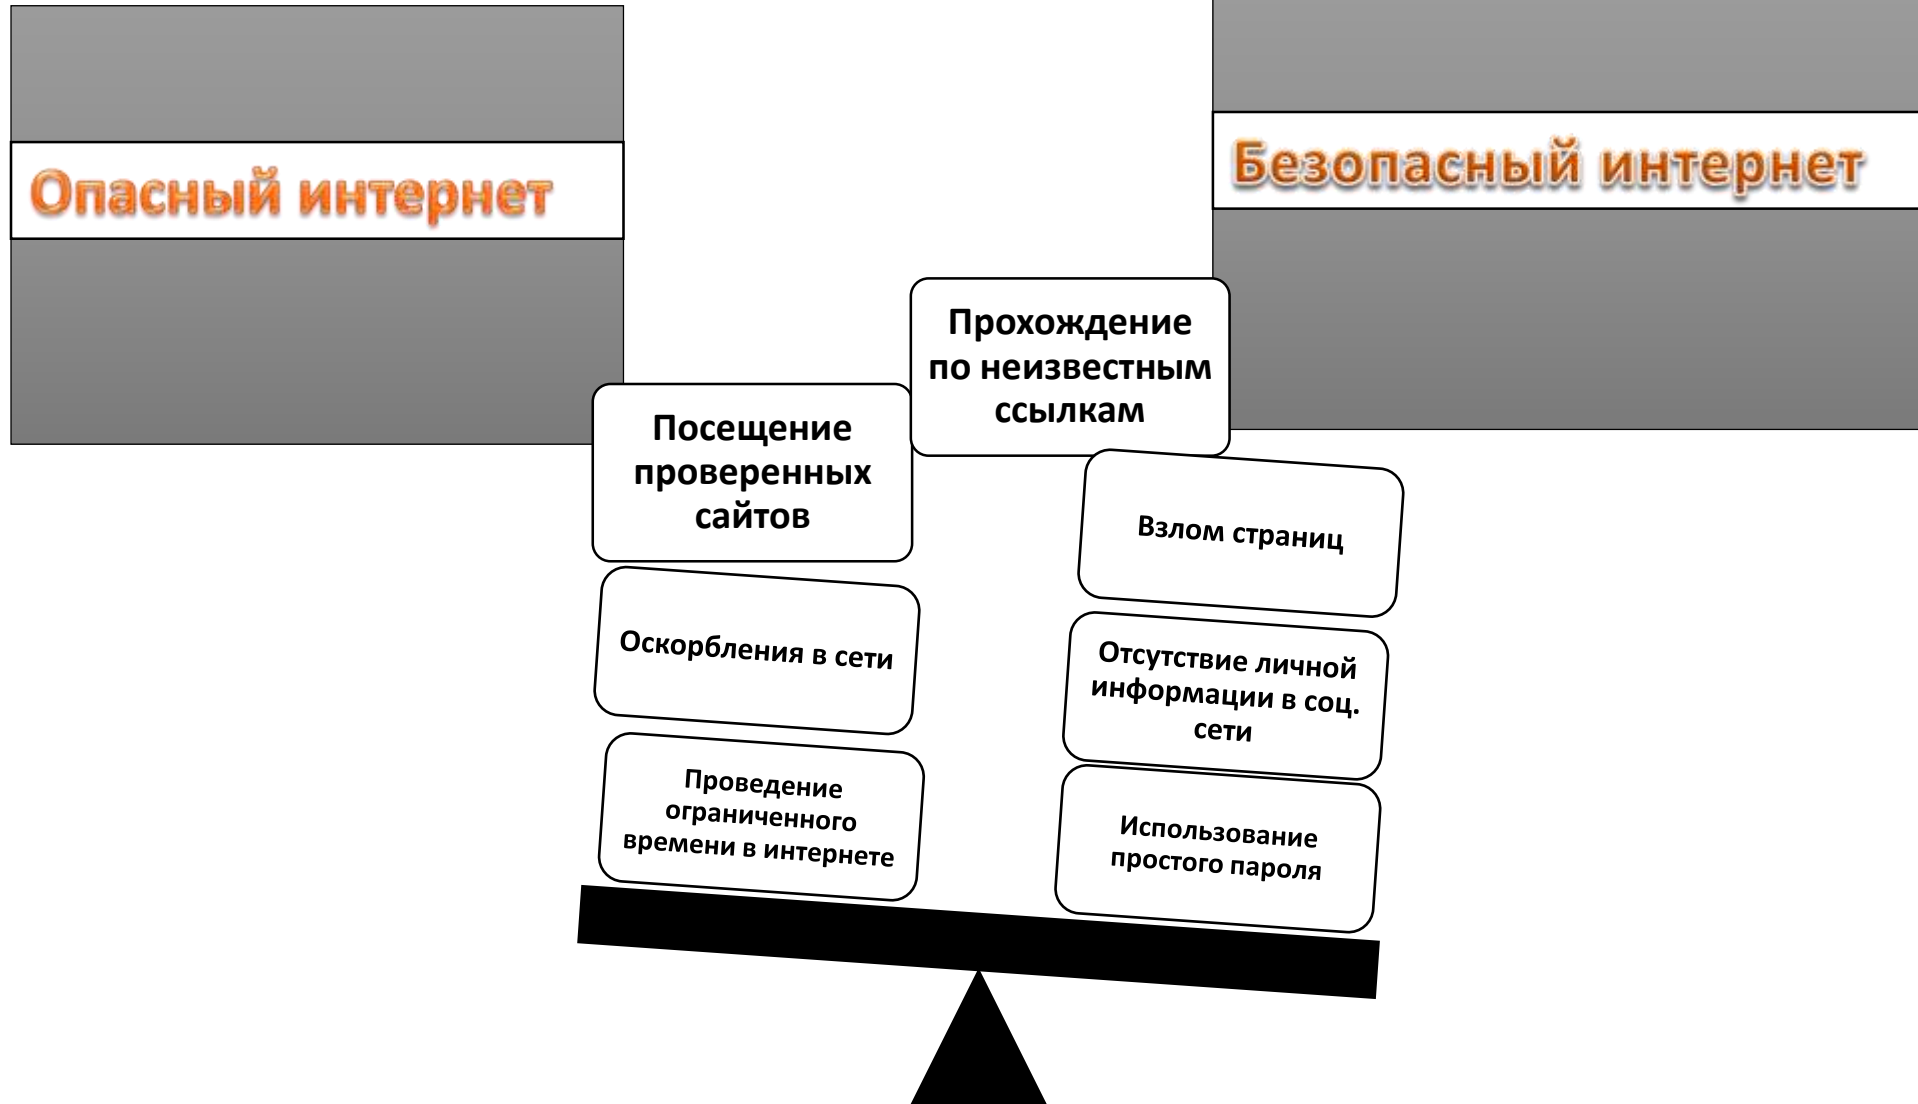 Опасный интернет
Безопасный интернет
Прохождение
по неизвестным
ссылкам
Посещение
проверенных
сайтов
Взлом страниц
Оскорбления в сети
Отсутствие личной
информации в соц.
сети
Проведение
ограниченного
времени в интернете
Использование
простого пароля